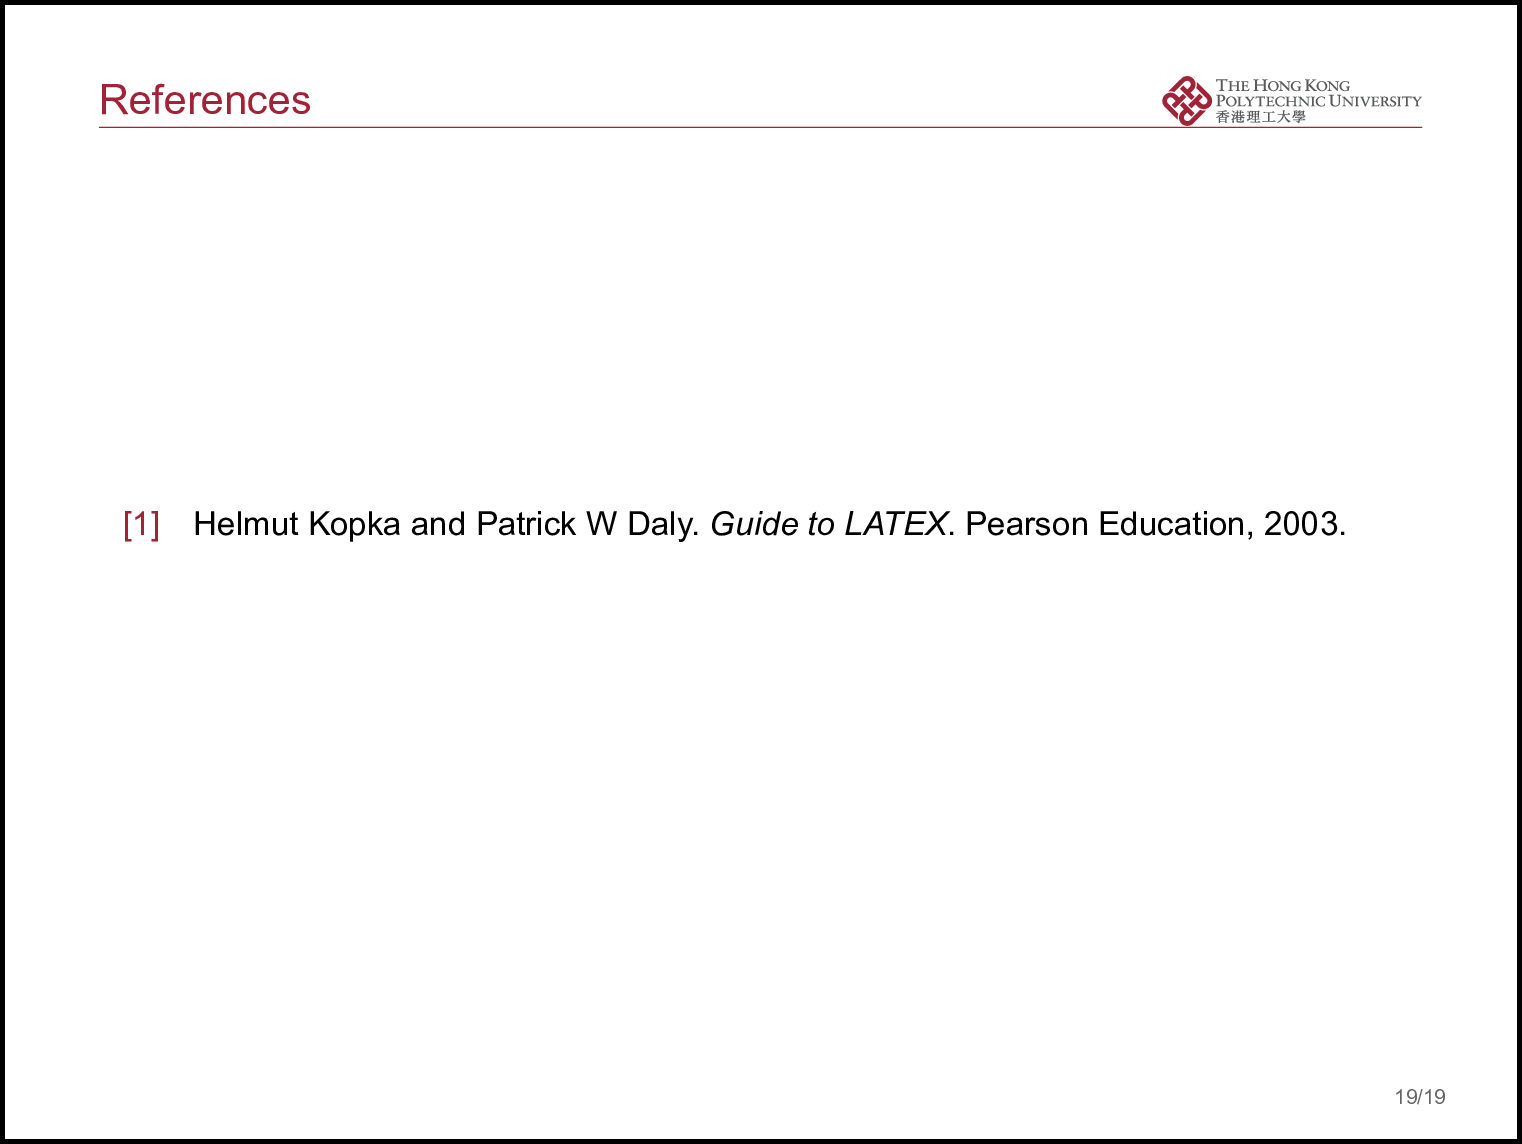 References
THE HONG KONG
POLYTECHNIC UNIVERSITY
香港理工大學
[1] Helmut Kopka and Patrick W Daly. Guide to LATEX. Pearson Education, 2003.
19/19